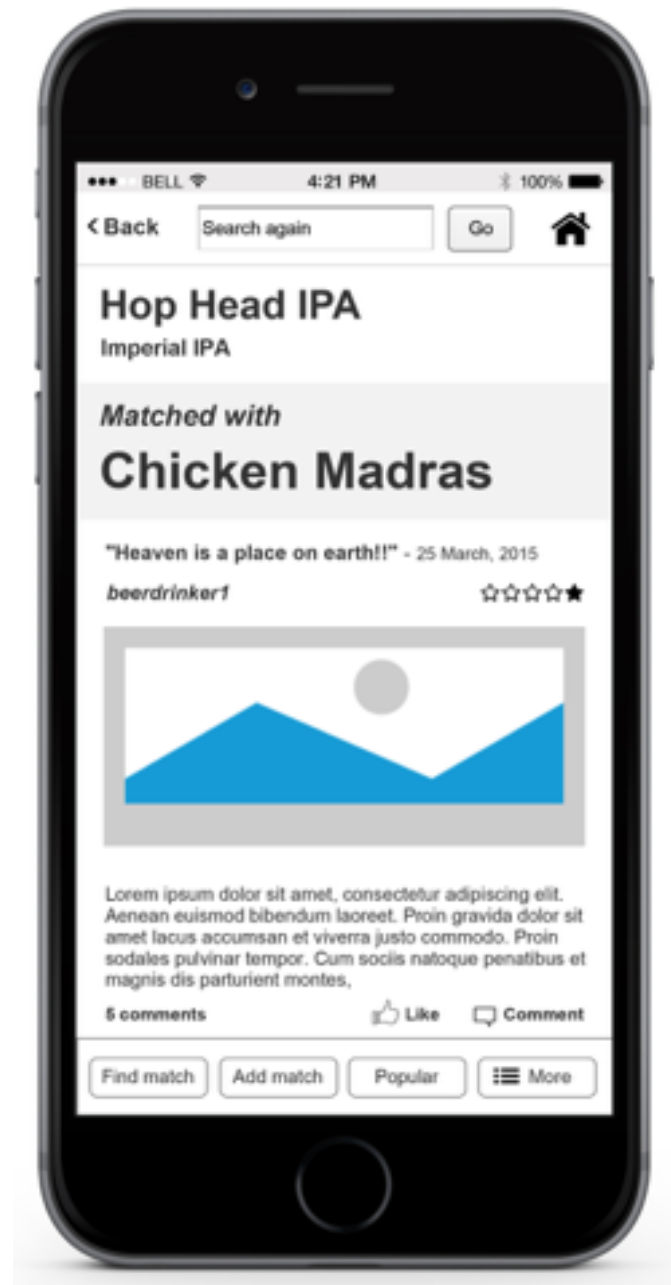 BELL 4:21 PM 100%
Back Search again Go
Hop Head IPA
Imperial IPA
Matched with
Chicken Madras
"Heaven is a place on earth!!" - 25 March, 2015
beerdrinker1
Lorem ipsum dolor sit amet, consectetur adipiscing elit.
Aenean euismod bibendum laoreet. Proin gravida dolor sit
amet lacus accumsan et viverra justo commodo. Proin
sodales pulvinar tempor. Cum sociis natoque penatibus et
magnis dis parturient montes,
5 comments Like Comment
Find match Add match Popular More